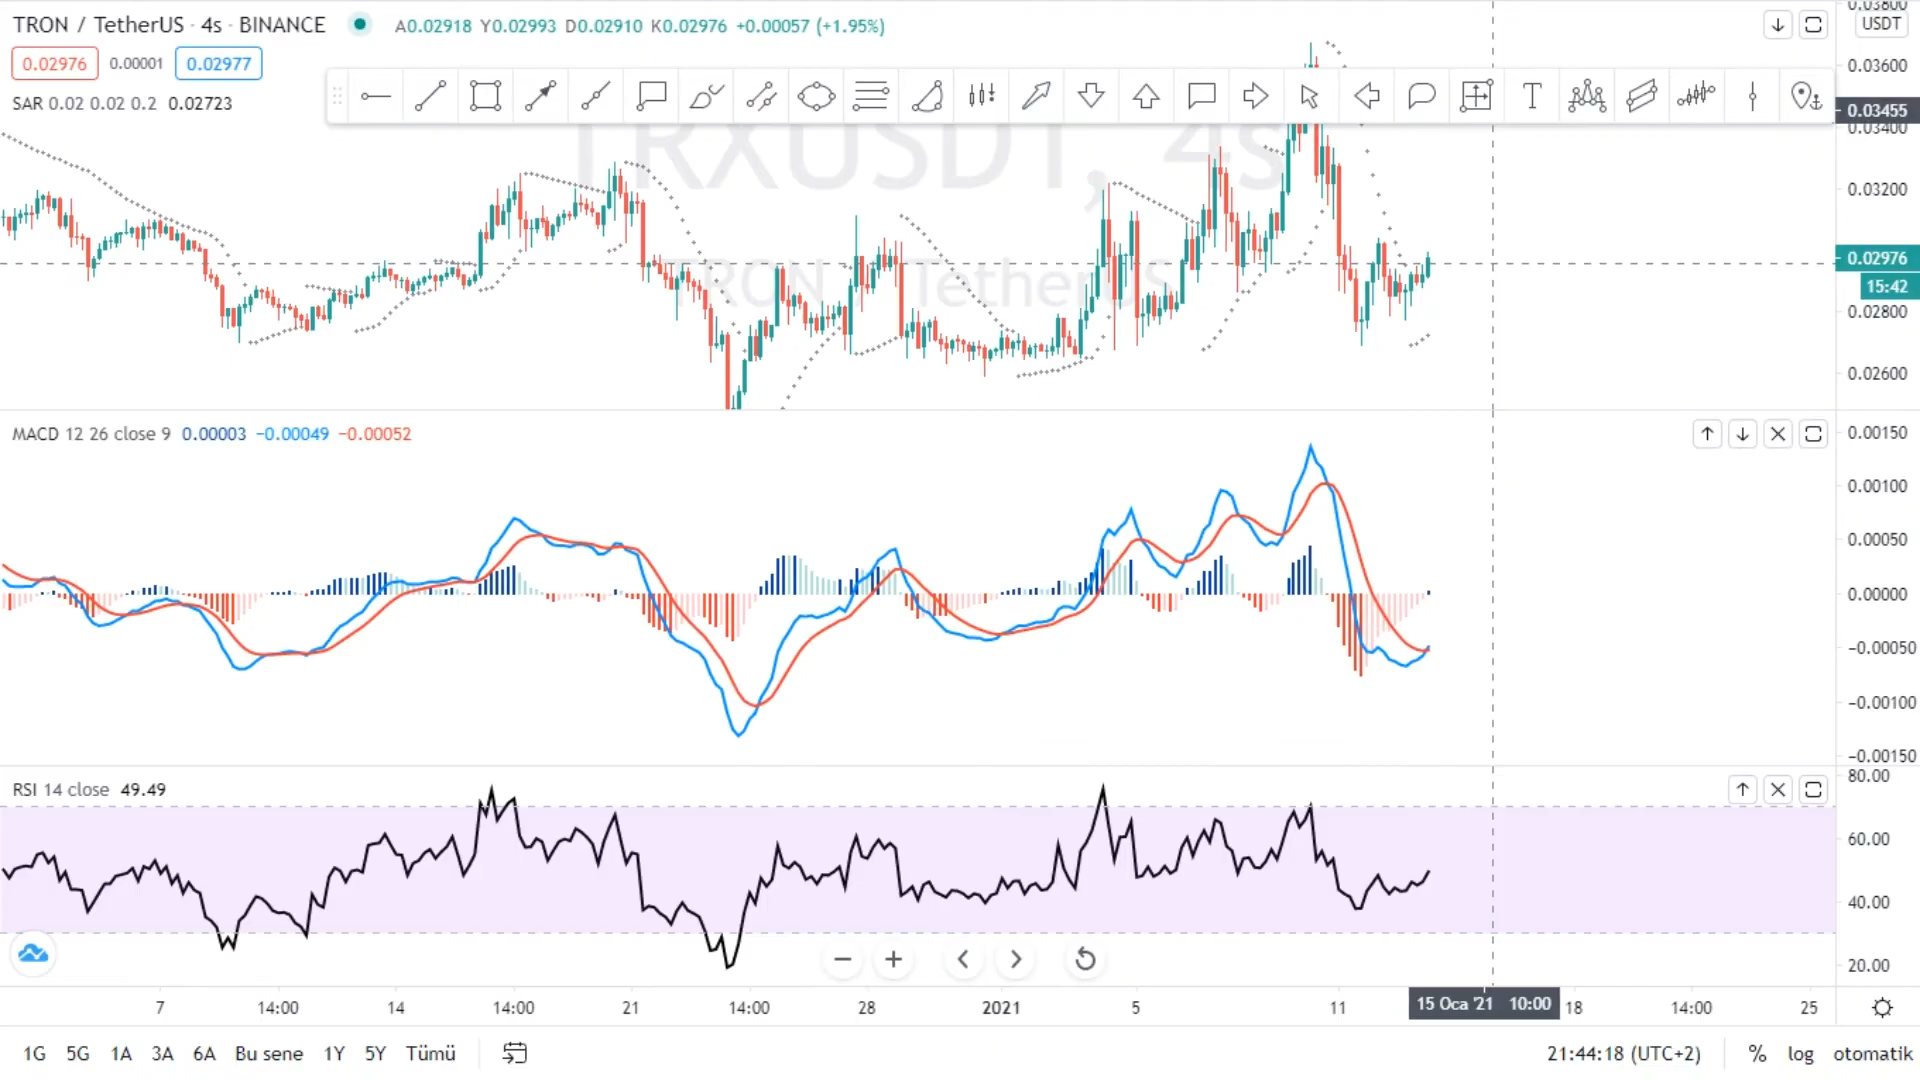 TRON / TetherUS · 4s · BINANCE A0.02918 Y0.02993 D0.02910 K0.02976 +0.00057 (+1.95%)
0.02976 0.00001 0.02977
SAR 0.02 0.02 0.2 0.02723
TRXUSDT, 4s
TRON / TetherUS
0.03800
USDT
0.03600
0.03455
0.03400
0.03200
0.02976
15:42
0.02800
0.02600
MACD 12 26 close 9 0.00003 −0.00049 −0.00052
0.00150
0.00100
0.00050
0.00000
−0.00050
−0.00100
−0.00150
RSI 14 close 49.49
80.00
60.00
40.00
20.00
7 14:00 14 14:00 21 14:00 28 2021 5 11 15 Oca '21 10:00 18 14:00 25
1G 5G 1A 3A 6A Bu sene 1Y 5Y Tümü 21:44:18 (UTC+2) % log otomatik